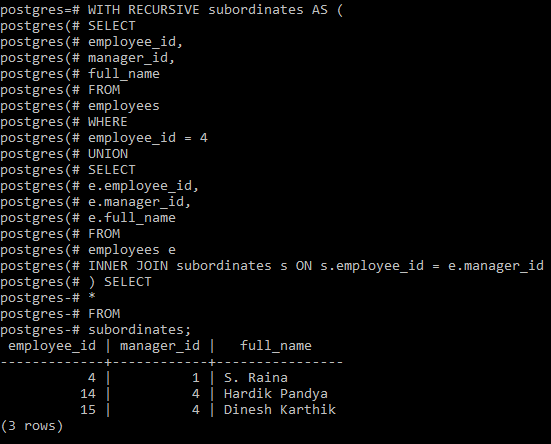 postgres=# WITH RECURSIVE subordinates AS (
postgres(# SELECT
postgres(# employee_id,
postgres(# manager_id,
postgres(# full_name
postgres(# FROM
postgres(# employees
postgres(# WHERE
postgres(# employee_id = 4
postgres(# UNION
postgres(# SELECT
postgres(# e.employee_id,
postgres(# e.manager_id,
postgres(# e.full_name
postgres(# FROM
postgres(# employees e
postgres(# INNER JOIN subordinates s ON s.employee_id = e.manager_id
postgres(# ) SELECT
postgres-# *
postgres-# FROM
postgres-# subordinates;
 employee_id | manager_id |   full_name
-------------+------------+----------------
           4 |          1 | S. Raina
          14 |          4 | Hardik Pandya
          15 |          4 | Dinesh Karthik
(3 rows)